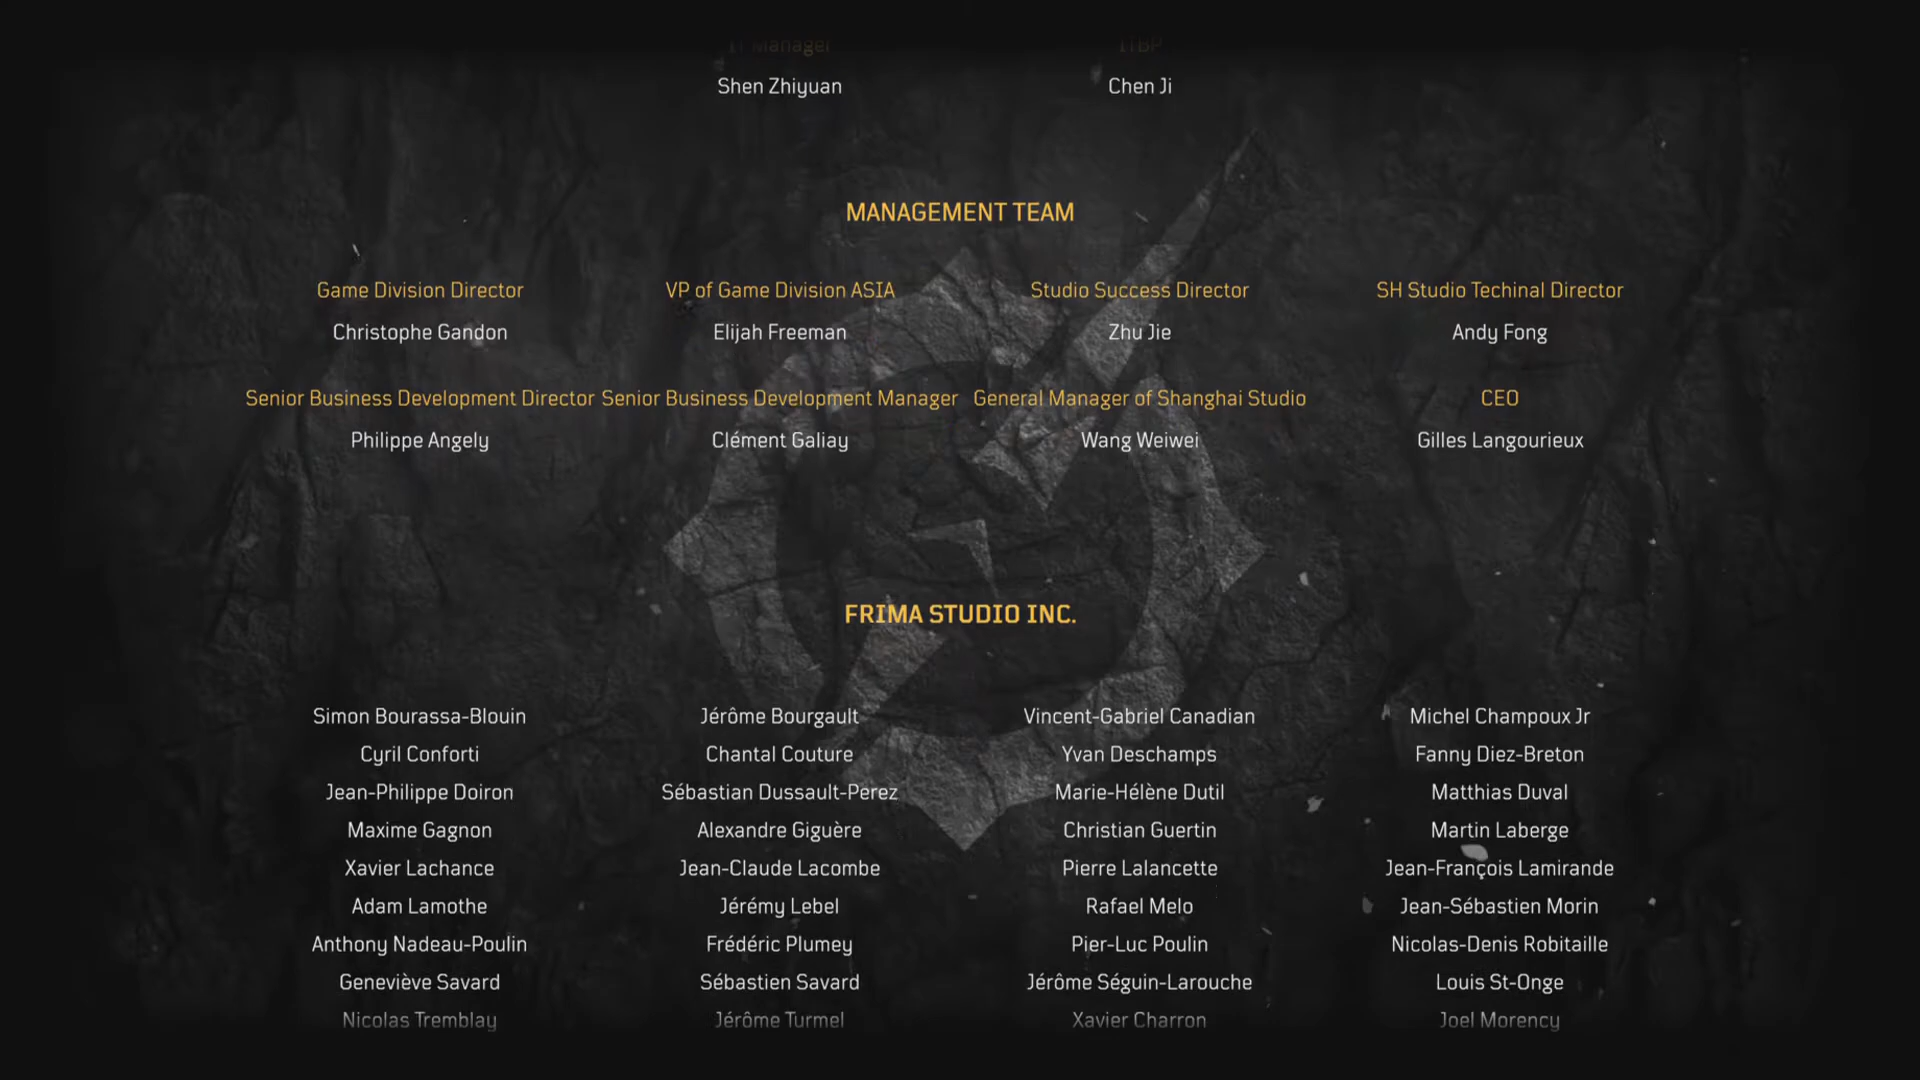 IT Manager ITBP
Shen Zhiyuan Chen Ji
MANAGEMENT TEAM
Game Division Director VP of Game Division ASIA Studio Success Director SH Studio Techinal Director
Christophe Gandon Elijah Freeman Zhu Jie Andy Fong
Senior Business Development Director Senior Business Development Manager General Manager of Shanghai Studio CEO
Philippe Angely Clément Galiay Wang Weiwei Gilles Langourieux
FRIMA STUDIO INC.
Simon Bourassa-Blouin Jérôme Bourgault Vincent-Gabriel Canadian Michel Champoux Jr
Cyril Conforti Chantal Couture Yvan Deschamps Fanny Diez-Breton
Jean-Philippe Doiron Sébastian Dussault-Perez Marie-Hélène Dutil Matthias Duval
Maxime Gagnon Alexandre Giguère Christian Guertin Martin Laberge
Xavier Lachance Jean-Claude Lacombe Pierre Lalancette Jean-François Lamirande
Adam Lamothe Jérémy Lebel Rafael Melo Jean-Sébastien Morin
Anthony Nadeau-Poulin Frédéric Plumey Pier-Luc Poulin Nicolas-Denis Robitaille
Geneviève Savard Sébastien Savard Jérôme Séguin-Larouche Louis St-Onge
Nicolas Tremblay Jérôme Turmel Xavier Charron Joel Morency